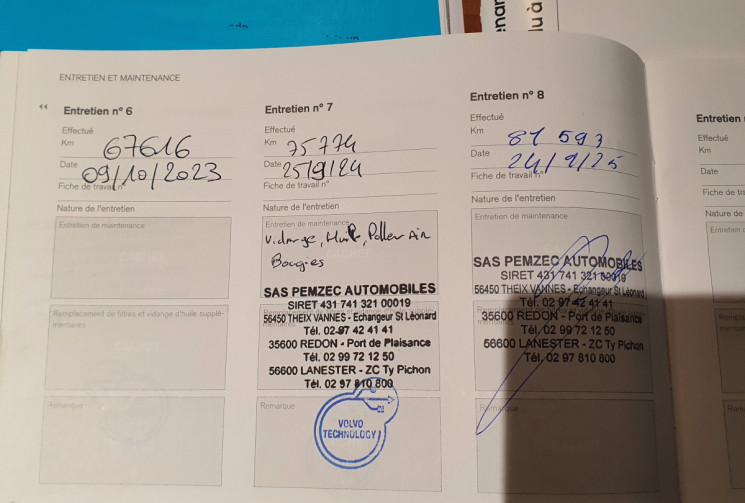 ENTRETIEN ET MAINTENANCE
Entretien n° 6
Effectué
Km 67616
Date 09/10/2023
Fiche de travail n°
Nature de l'entretien
Entretien de maintenance
Remplacement de filtres et vidange d'huile supplé-
mentaires
Remarque
Entretien n° 7
Effectué
Km 75774
Date 25/9/24
Fiche de travail n°
Nature de l'entretien
Entretien de maintenance
Vidange, Huile, Pollen Air
Bougies
SAS PEMZEC AUTOMOBILES
SIRET 431 741 321 00019
56450 THEIX VANNES - Echangeur St Léonard
Tél. 02 97 42 41 41
35600 REDON - Port de Plaisance
Tél. 02 99 72 12 50
56600 LANESTER - ZC Ty Pichon
Tél. 02 97 810 800
Remarque
VOLVO
TECHNOLOGY
Entretien n° 8
Effectué
Km 81 593
Date 24/9/25
Fiche de travail n°
Nature de l'entretien
Entretien de maintenance
SAS PEMZEC AUTOMOBILES
SIRET 431 741 321 00019
56450 THEIX VANNES - Echangeur St Léonard
Tél. 02 97 42 41 41
35600 REDON - Port de Plaisance
Tél. 02 99 72 12 50
56600 LANESTER - ZC Ty Pichon
Tél. 02 97 810 800
Remarque
Entretien
Effectué
Km
Date
Fiche de
Nature de
Entretien